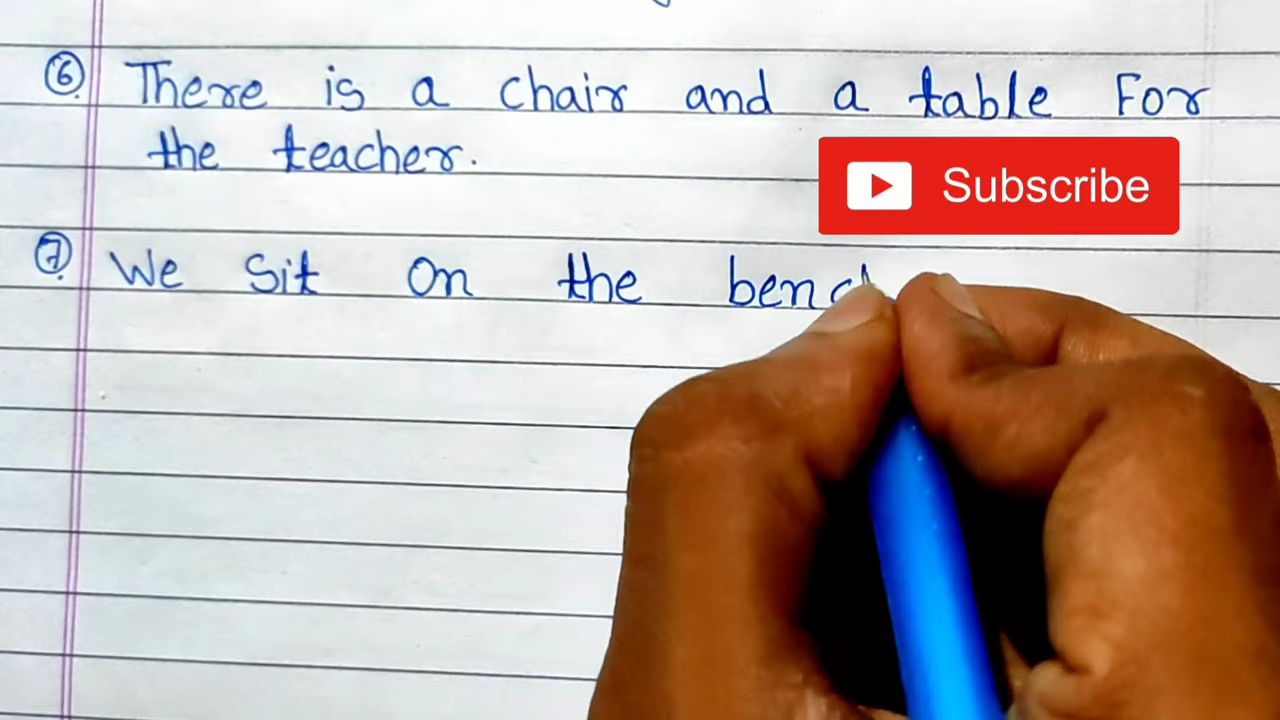 ⑥ There is a chair and a table For
the teacher.
Subscribe
⑦ We Sit On the